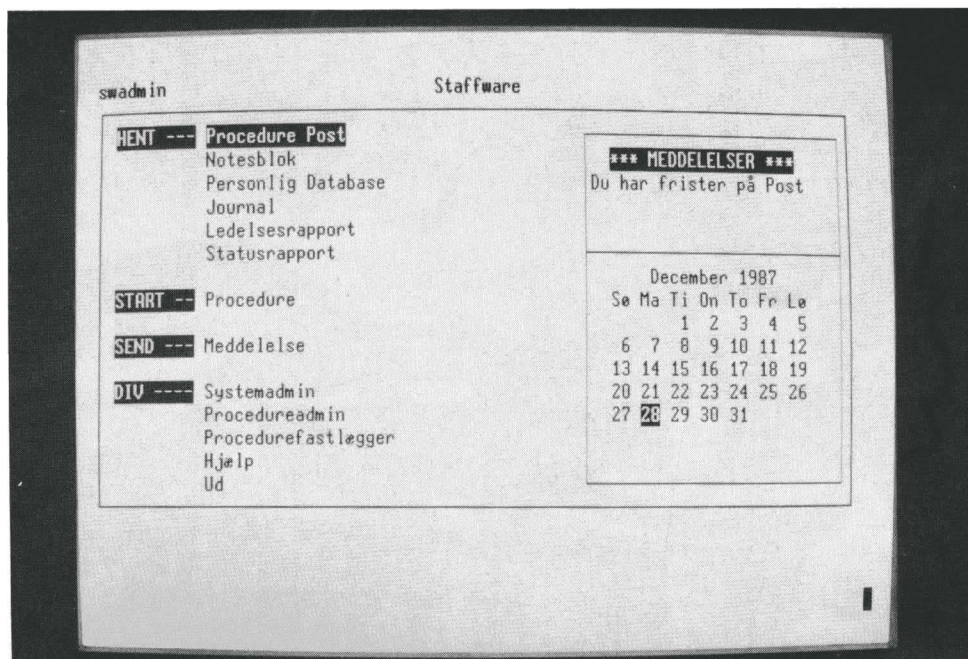 swadmin Staffware
HENT --- Procedure Post
Notesblok
Personlig Database
Journal
Ledelsesrapport
Statusrapport
START -- Procedure
SEND --- Meddelelse
DIV ---- Systemadmin
Procedureadmin
Procedurefastlægger
Hjælp
Ud
*** MEDDELELSER ***
Du har frister på Post
December 1987
Sø Ma Ti On To Fr Lø
1 2 3 4 5
6 7 8 9 10 11 12
13 14 15 16 17 18 19
20 21 22 23 24 25 26
27 28 29 30 31